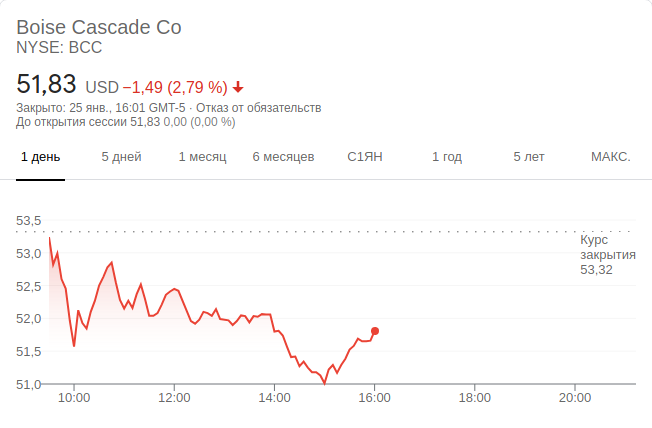 Boise Cascade Co
NYSE: BCC
51,83 USD −1,49 (2,79 %)
Закрыто: 25 янв., 16:01 GMT-5 · Отказ от обязательств
До открытия сессии 51,83 0,00 (0,00 %)
1 день 5 дней 1 месяц 6 месяцев С1ЯН 1 год 5 лет МАКС.
53,5
Курс
закрытия
53,32
53,0
52,5
52,0
51,5
51,0
10:00 12:00 14:00 16:00 18:00 20:00